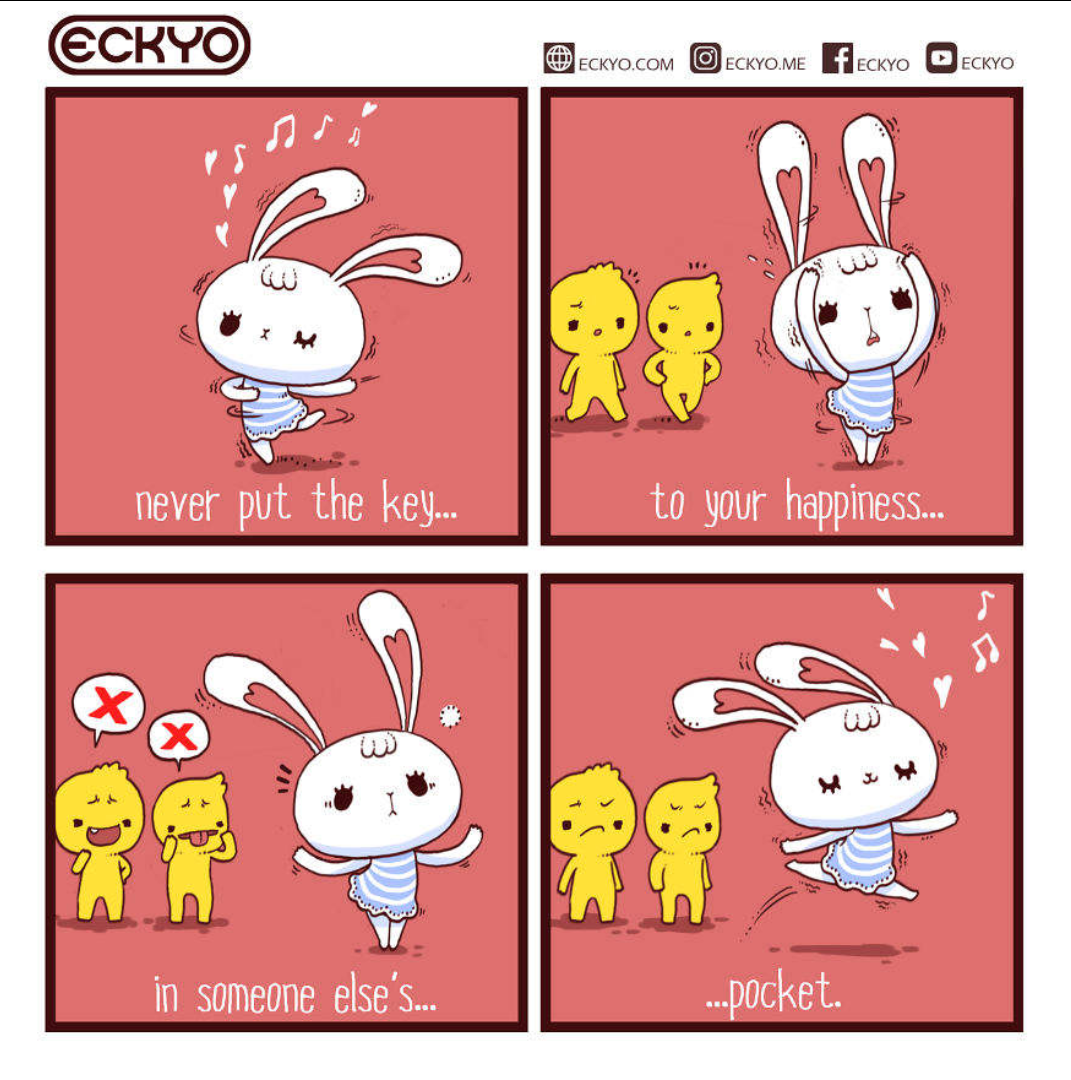 ECKYO
ECKYO.COM ECKYO.ME ECKYO ECKYO
never put the key...
to your happiness...
X
X
in someone else's...
...pocket.